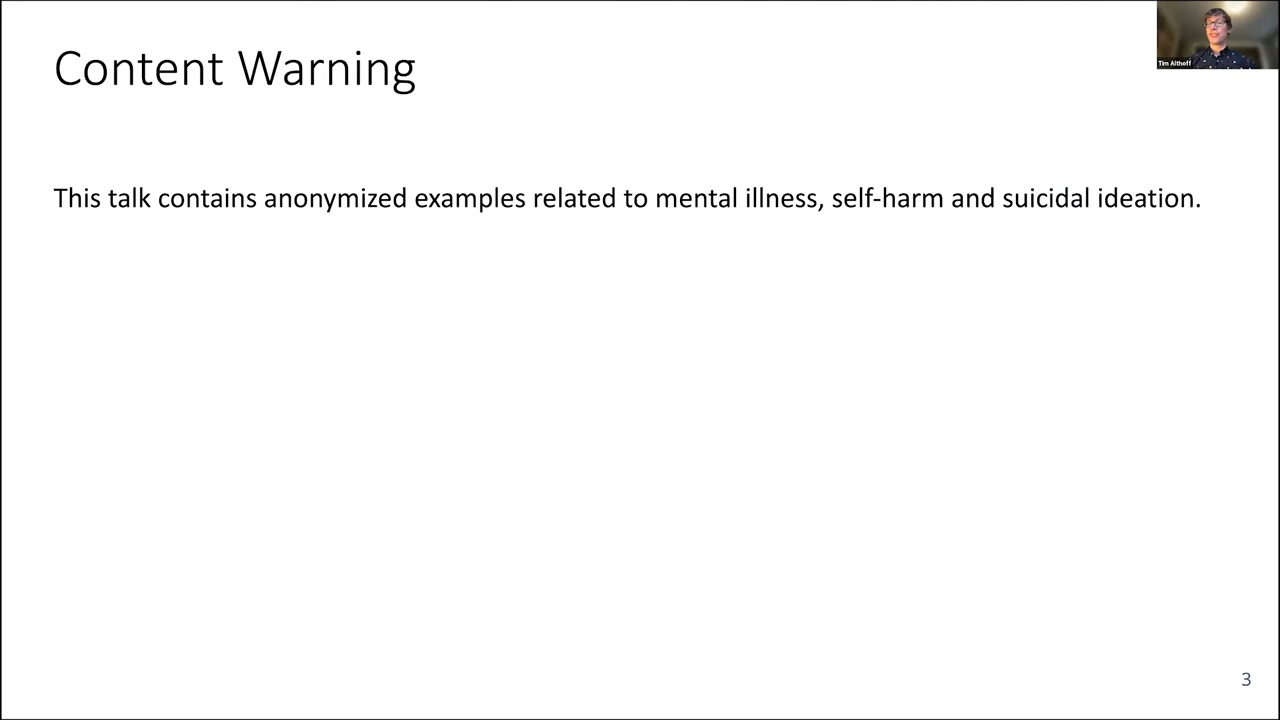 Content Warning
Tim Althoff
This talk contains anonymized examples related to mental illness, self-harm and suicidal ideation.
3